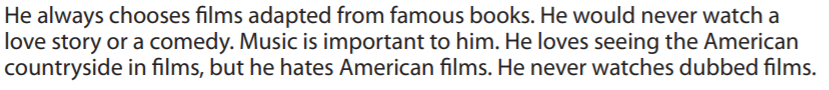 He always chooses films adapted from famous books. He would never watch a
love story or a comedy. Music is important to him. He loves seeing the American
countryside in films, but he hates American films. He never watches dubbed films.